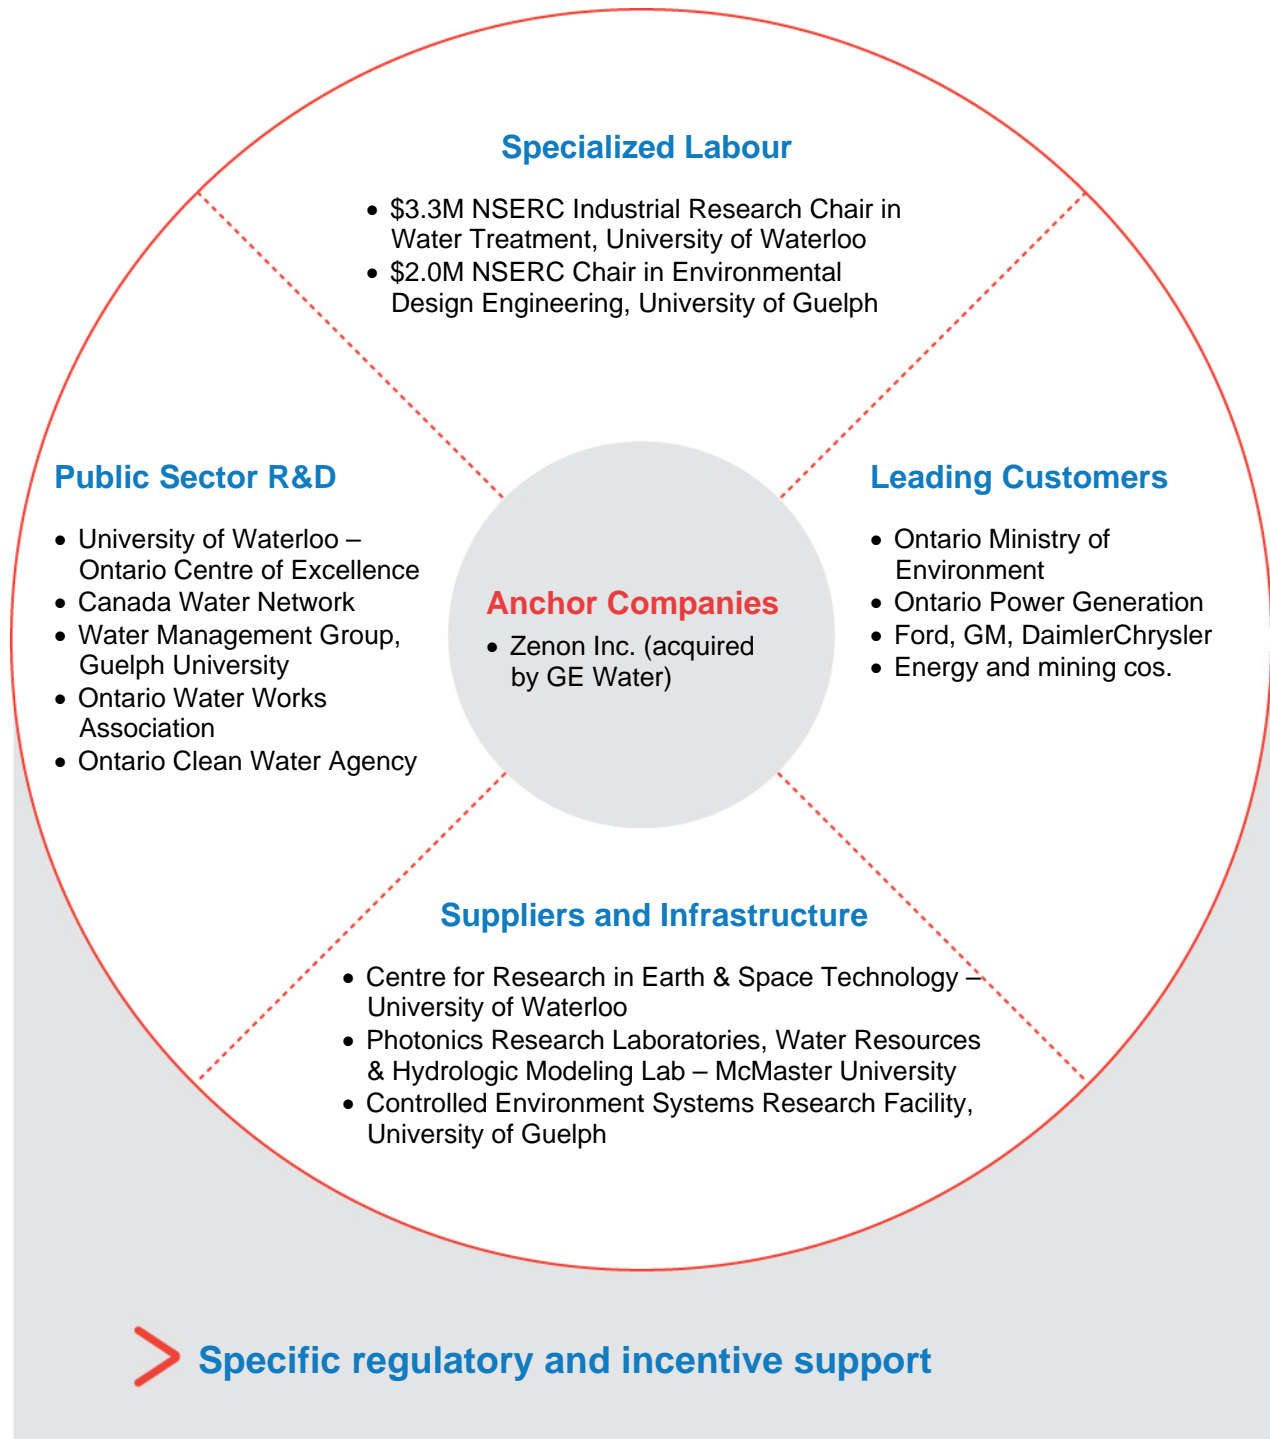 Specialized Labour
• $3.3M NSERC Industrial Research Chair in
Water Treatment, University of Waterloo
• $2.0M NSERC Chair in Environmental
Design Engineering, University of Guelph
Public Sector R&D
• University of Waterloo –
Ontario Centre of Excellence
• Canada Water Network
• Water Management Group,
Guelph University
• Ontario Water Works
Association
• Ontario Clean Water Agency
Anchor Companies
• Zenon Inc. (acquired
by GE Water)
Leading Customers
• Ontario Ministry of
Environment
• Ontario Power Generation
• Ford, GM, DaimlerChrysler
• Energy and mining cos.
Suppliers and Infrastructure
• Centre for Research in Earth & Space Technology –
University of Waterloo
• Photonics Research Laboratories, Water Resources
& Hydrologic Modeling Lab – McMaster University
• Controlled Environment Systems Research Facility,
University of Guelph
Specific regulatory and incentive support